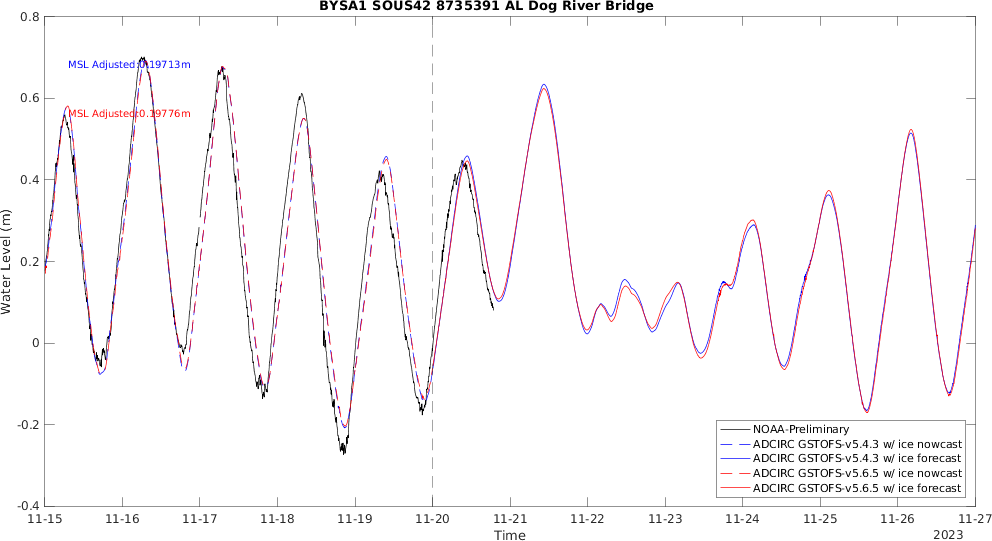 BYSA1 SOUS42 8735391 AL Dog River Bridge
0.8
0.6
0.4
0.2
0
-0.2
-0.4
Water Level (m)
MSL Adjusted:0.19713m
MSL Adjusted:0.19776m
NOAA-Preliminary
ADCIRC GSTOFS-v5.4.3 w/ ice nowcast
ADCIRC GSTOFS-v5.4.3 w/ ice forecast
ADCIRC GSTOFS-v5.6.5 w/ ice nowcast
ADCIRC GSTOFS-v5.6.5 w/ ice forecast
11-15 11-16 11-17 11-18 11-19 11-20 11-21 11-22 11-23 11-24 11-25 11-26 11-27
Time
2023